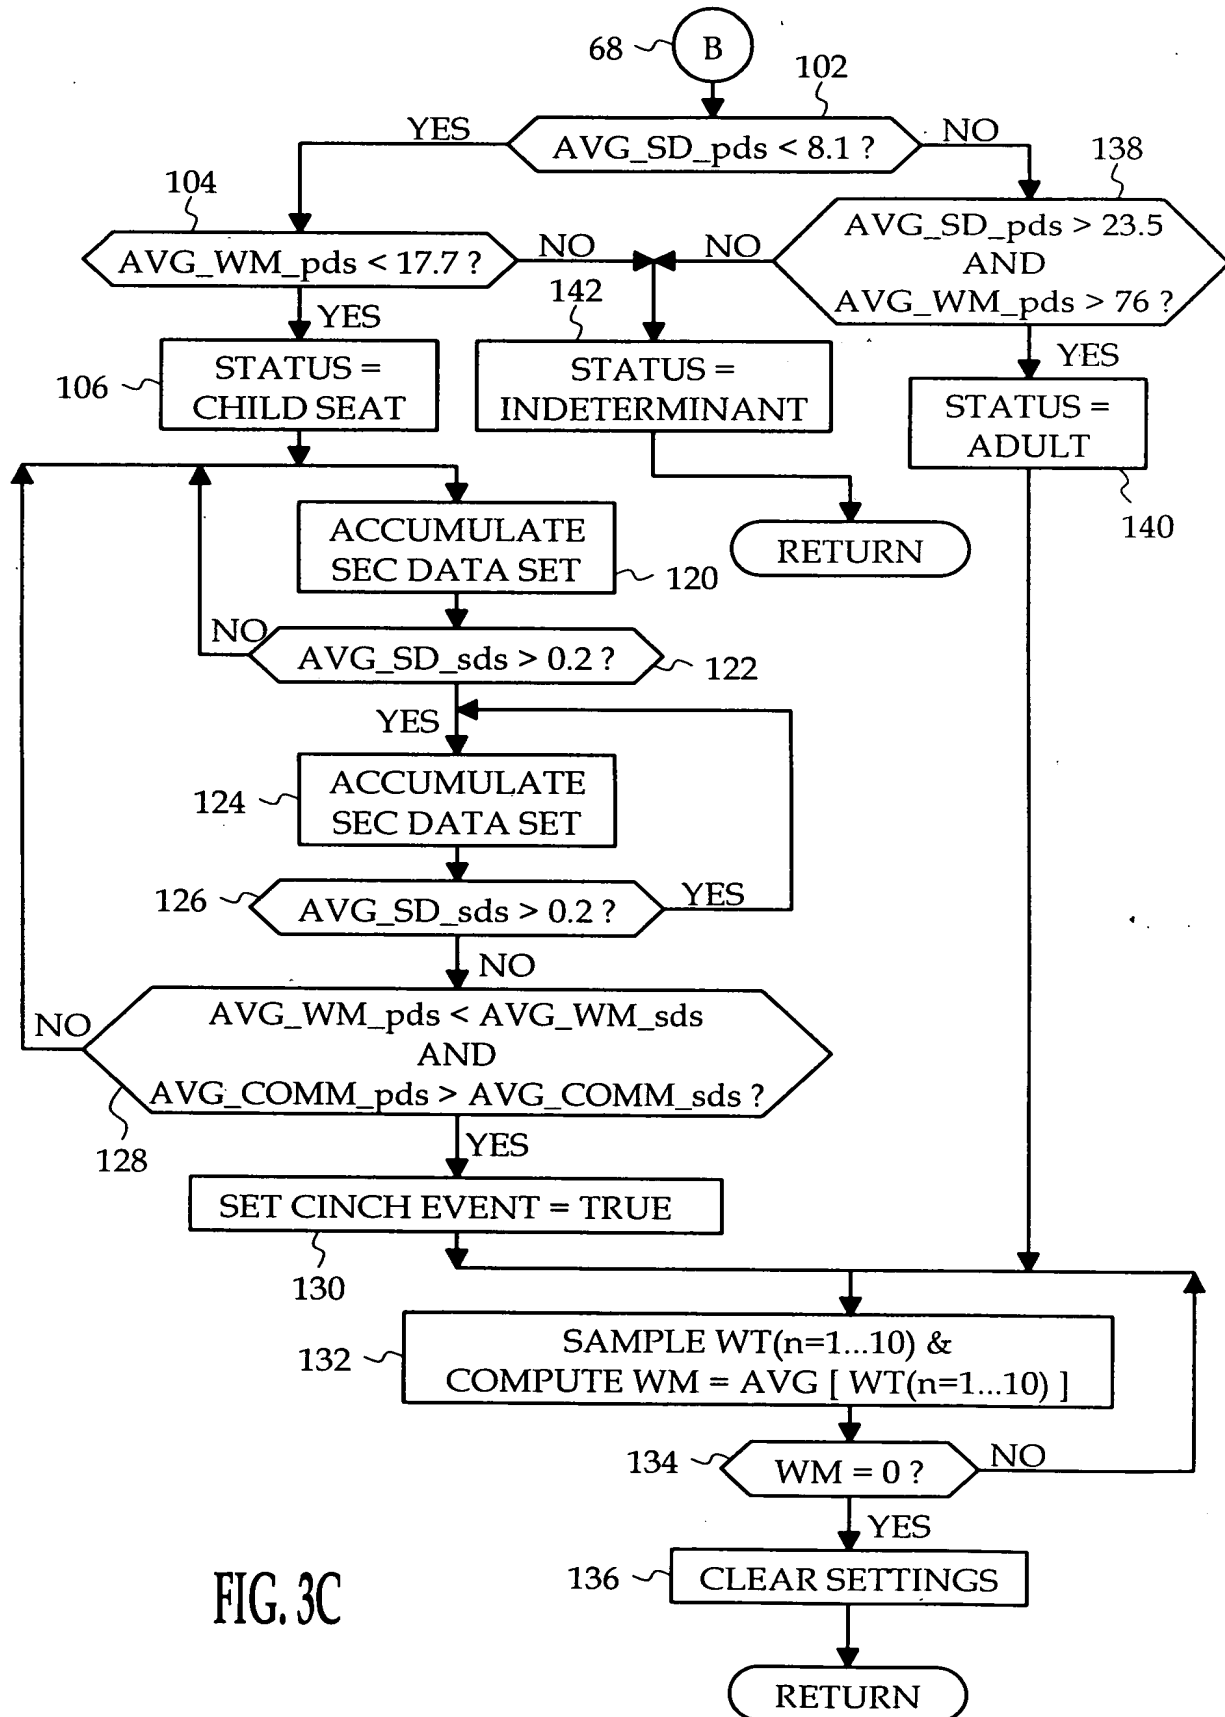 68
B
102
YES
AVG_SD_pds < 8.1 ?
NO
138
104
AVG_SD_pds > 23.5
AND
AVG_WM_pds > 76 ?
AVG_WM_pds < 17.7 ?
NO
NO
142
YES
YES
106
STATUS =
CHILD SEAT
STATUS =
INDETERMINANT
STATUS =
ADULT
140
ACCUMULATE
SEC DATA SET
120
RETURN
NO
AVG_SD_sds > 0.2 ?
122
YES
124
ACCUMULATE
SEC DATA SET
126
AVG_SD_sds > 0.2 ?
YES
NO
NO
AVG_WM_pds < AVG_WM_sds
AND
AVG_COMM_pds > AVG_COMM_sds ?
128
YES
SET CINCH EVENT = TRUE
130
132
SAMPLE WT(n=1...10) &
COMPUTE WM = AVG [ WT(n=1...10) ]
134
WM = 0 ?
NO
YES
136
CLEAR SETTINGS
FIG. 3C
RETURN